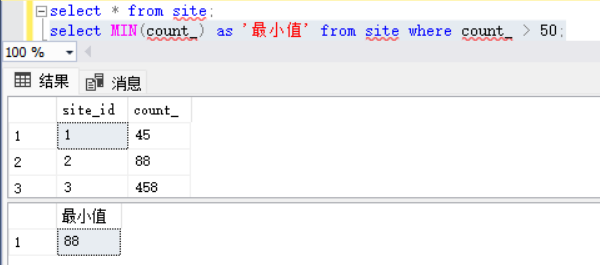 select * from site;
select MIN(count_) as '最小值' from site where count_ > 50;
100 %
结果 消息
site_id count_
1 1 45
2 2 88
3 3 458
最小值
1 88